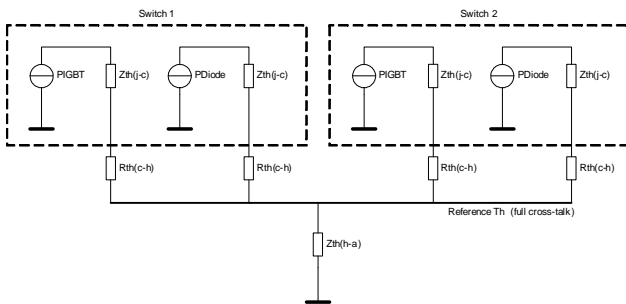 Switch 1
Switch 2
PIGBT
Zth(j-c)
PDiode
Zth(j-c)
PIGBT
Zth(j-c)
PDiode
Zth(j-c)
Rth(c-h)
Rth(c-h)
Rth(c-h)
Rth(c-h)
Reference Th (full cross-talk)
Zth(h-a)